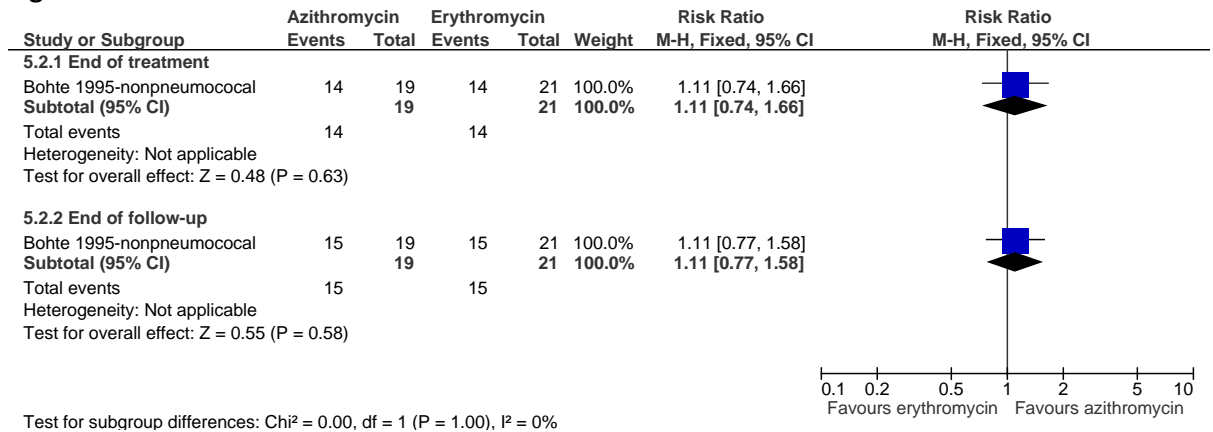 Azithromycin Erythromycin Risk Ratio Risk Ratio
Study or Subgroup Events Total Events Total Weight M-H, Fixed, 95% CI M-H, Fixed, 95% CI
5.2.1 End of treatment
Bohte 1995-nonpneumococal 14 19 14 21 100.0% 1.11 [0.74, 1.66]
Subtotal (95% CI) 19 21 100.0% 1.11 [0.74, 1.66]
Total events 14 14
Heterogeneity: Not applicable
Test for overall effect: Z = 0.48 (P = 0.63)
5.2.2 End of follow-up
Bohte 1995-nonpneumococal 15 19 15 21 100.0% 1.11 [0.77, 1.58]
Subtotal (95% CI) 19 21 100.0% 1.11 [0.77, 1.58]
Total events 15 15
Heterogeneity: Not applicable
Test for overall effect: Z = 0.55 (P = 0.58)
0.1 0.2 0.5 1 2 5 10
Favours erythromycin Favours azithromycin
Test for subgroup differences: Chi² = 0.00, df = 1 (P = 1.00), I² = 0%